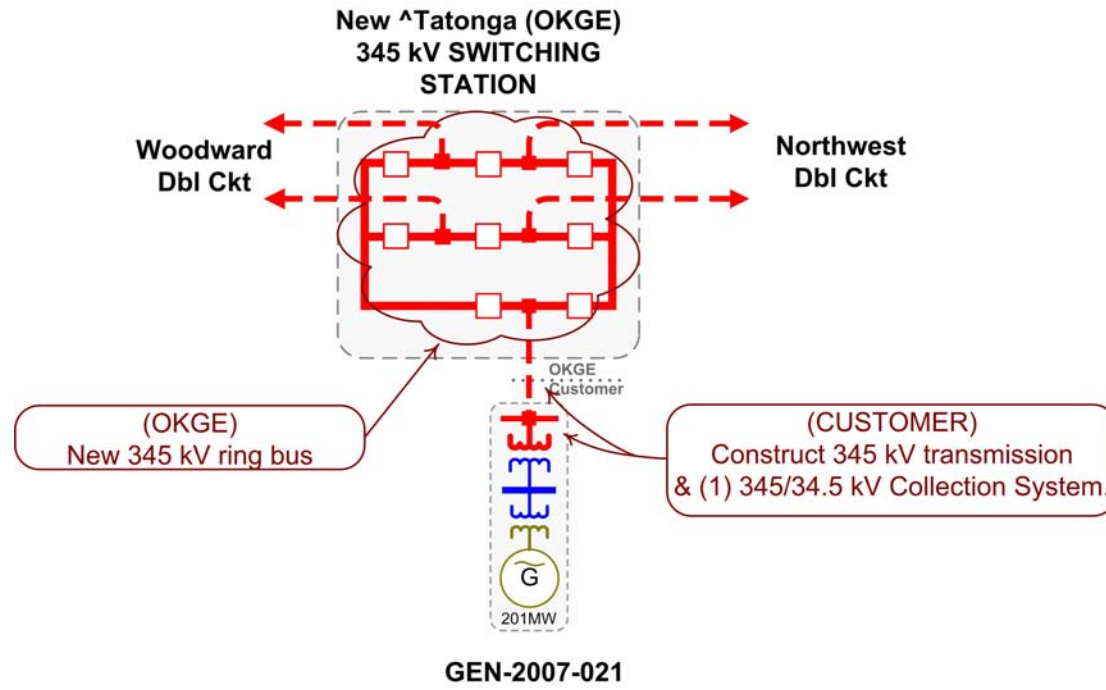 New ^Tatonga (OKGE)
345 kV SWITCHING
STATION
Woodward
Dbl Ckt
Northwest
Dbl Ckt
OKGE
Customer
(OKGE)
New 345 kV ring bus
(CUSTOMER)
Construct 345 kV transmission
& (1) 345/34.5 kV Collection System.
G
201MW
GEN-2007-021